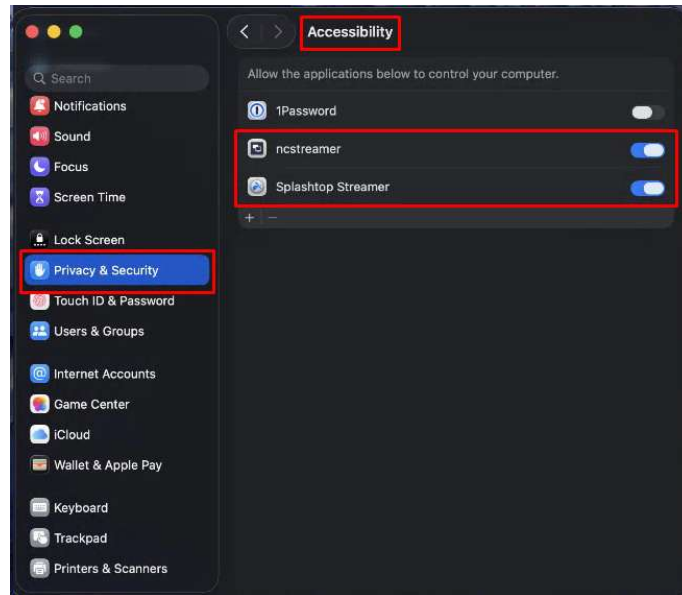 Accessibility
Search
Notifications
Sound
Focus
Screen Time
Lock Screen
Privacy & Security
Touch ID & Password
Users & Groups
Internet Accounts
Game Center
iCloud
Wallet & Apple Pay
Keyboard
Trackpad
Printers & Scanners
Allow the applications below to control your computer.
1Password
ncstreamer
Splashtop Streamer